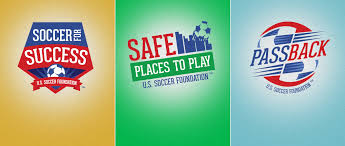 SOCCER FOR
SUCCESS
U.S. SOCCER FOUNDATION
SAFE
PLACES TO PLAY
U.S. SOCCER FOUNDATION
PASSBACK
U.S. SOCCER FOUNDATION